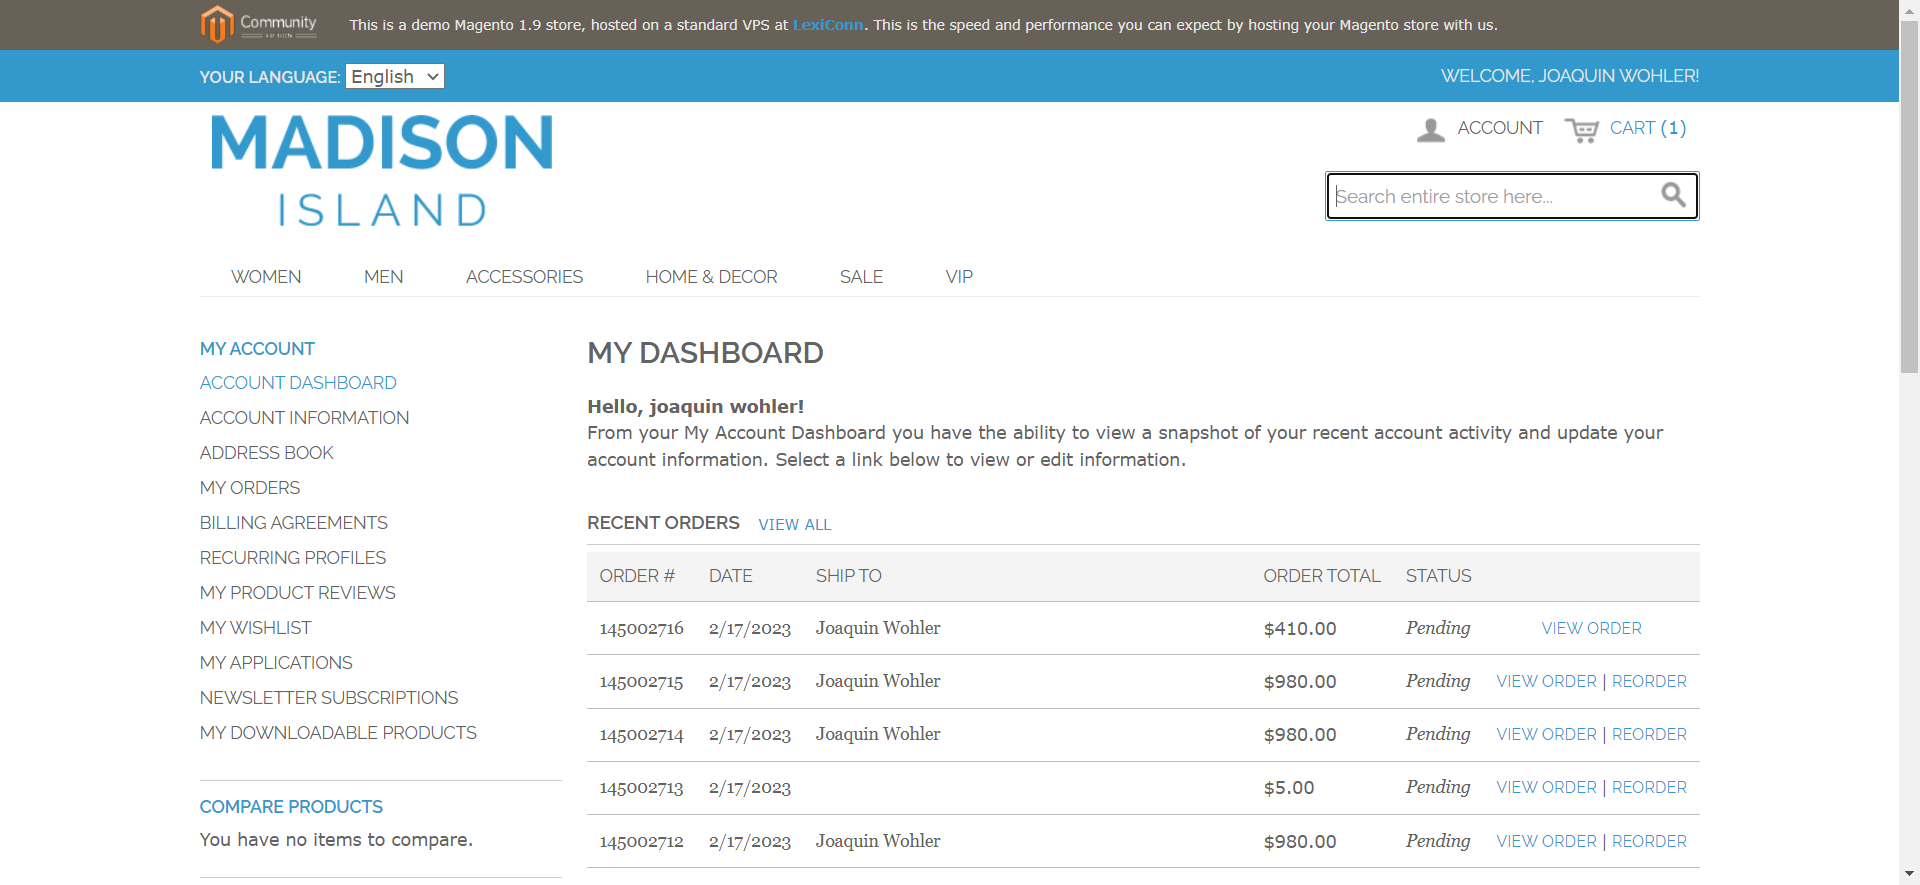 Community
This is a demo Magento 1.9 store, hosted on a standard VPS at LexiConn. This is the speed and performance you can expect by hosting your Magento store with us.
YOUR LANGUAGE: English
WELCOME, JOAQUIN WOHLER!
MADISON
ISLAND
ACCOUNT CART (1)
Search entire store here...
WOMEN MEN ACCESSORIES HOME & DECOR SALE VIP
MY ACCOUNT
ACCOUNT DASHBOARD
ACCOUNT INFORMATION
ADDRESS BOOK
MY ORDERS
BILLING AGREEMENTS
RECURRING PROFILES
MY PRODUCT REVIEWS
MY WISHLIST
MY APPLICATIONS
NEWSLETTER SUBSCRIPTIONS
MY DOWNLOADABLE PRODUCTS
COMPARE PRODUCTS
You have no items to compare.
MY DASHBOARD
Hello, joaquin wohler!
From your My Account Dashboard you have the ability to view a snapshot of your recent account activity and update your
account information. Select a link below to view or edit information.
RECENT ORDERS VIEW ALL
ORDER # DATE SHIP TO ORDER TOTAL STATUS
145002716 2/17/2023 Joaquin Wohler $410.00 Pending VIEW ORDER
145002715 2/17/2023 Joaquin Wohler $980.00 Pending VIEW ORDER | REORDER
145002714 2/17/2023 Joaquin Wohler $980.00 Pending VIEW ORDER | REORDER
145002713 2/17/2023 $5.00 Pending VIEW ORDER | REORDER
145002712 2/17/2023 Joaquin Wohler $980.00 Pending VIEW ORDER | REORDER